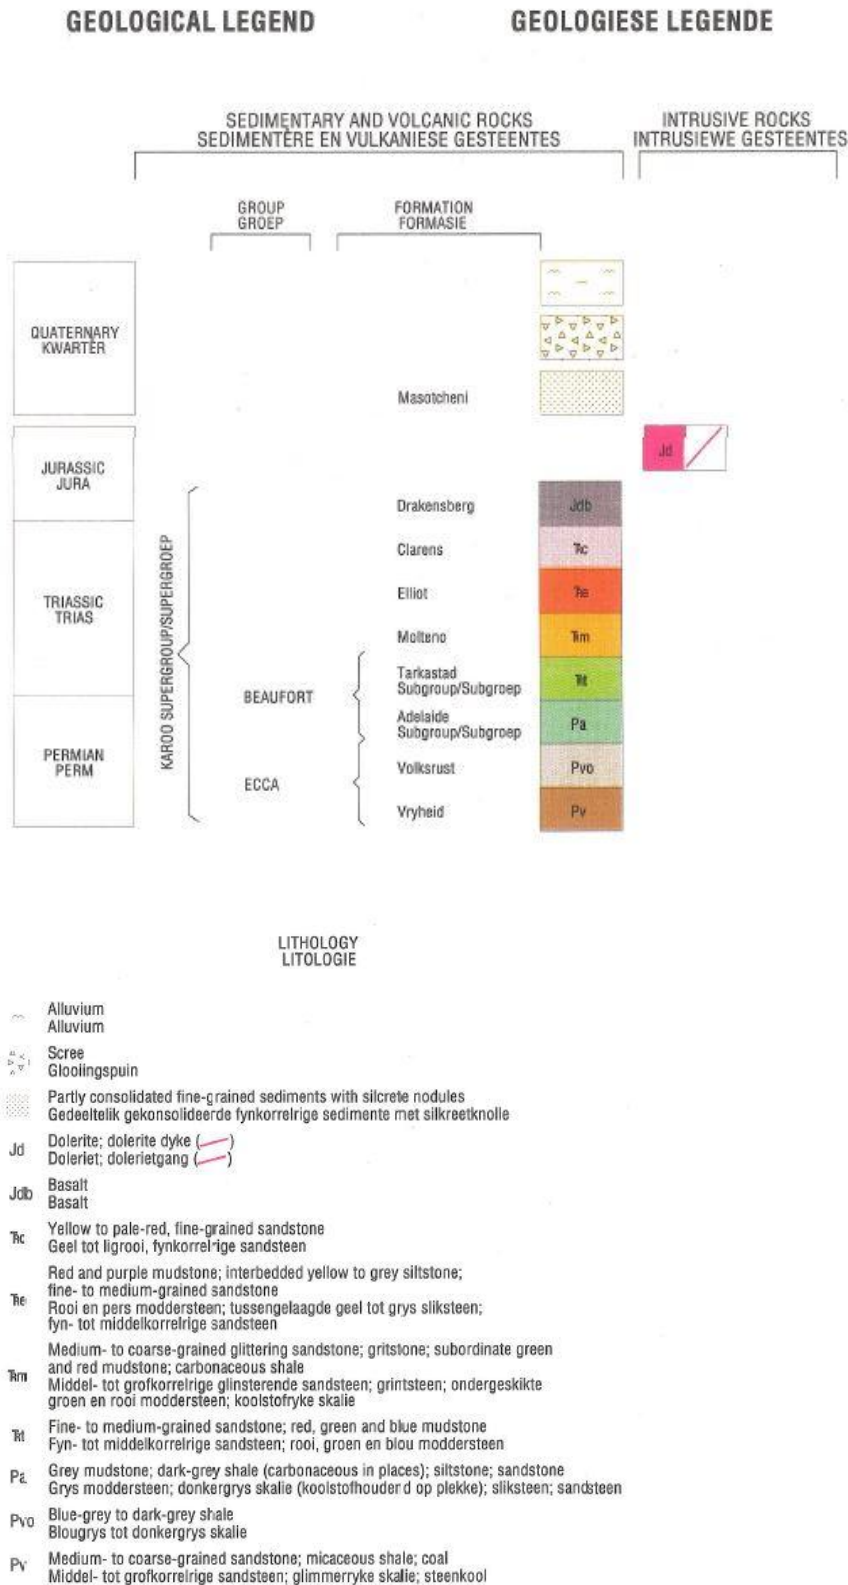 GEOLOGICAL LEGEND
GEOLOGIESE LEGENDE
SEDIMENTARY AND VOLCANIC ROCKS
SEDIMENTÈRE EN VULKANIESE GESTEENTES
INTRUSIVE ROCKS
INTRUSIEWE GESTEENTES
GROUP
GROEP
FORMATION
FORMASIE
QUATERNARY
KWARTÈR
Masotcheni
Jd
JURASSIC
JURA
Drakensberg
Jdb
Clarens
Ꞧc
TRIASSIC
TRIAS
Elliot
Ꞧe
Molteno
Ꞧm
KAROO SUPERGROUP/SUPERGROEP
BEAUFORT
Tarkastad
Subgroup/Subgroep
Ꞧt
Adelaide
Subgroup/Subgroep
Pa
PERMIAN
PERM
ECCA
Volksrust
Pvo
Vryheid
Pv
LITHOLOGY
LITOLOGIE
Alluvium
Alluvium
Scree
Glooiingspuin
Partly consolidated fine-grained sediments with silcrete nodules
Gedeeltelik gekonsolideerde fynkorrelrige sedimente met silkreetknolle
Jd
Dolerite; dolerite dyke ( )
Doleriet; dolerietgang ( )
Jdb
Basalt
Basalt
Ꞧc
Yellow to pale-red, fine-grained sandstone
Geel tot ligrooi, fynkorrelrige sandsteen
Ꞧe
Red and purple mudstone; interbedded yellow to grey siltstone;
fine- to medium-grained sandstone
Rooi en pers moddersteen; tussengelaagde geel tot grys sliksteen;
fyn- tot middelkorrelrige sandsteen
Ꞧm
Medium- to coarse-grained glittering sandstone; gritstone; subordinate green
and red mudstone; carbonaceous shale
Middel- tot grofkorrelrige glinsterende sandsteen; grintsteen; ondergeskikte
groen en rooi moddersteen; koolstofryke skalie
Ꞧt
Fine- to medium-grained sandstone; red, green and blue mudstone
Fyn- tot middelkorrelrige sandsteen; rooi, groen en blou moddersteen
Pa
Grey mudstone; dark-grey shale (carbonaceous in places); siltstone; sandstone
Grys moddersteen; donkergrys skalie (koolstofhoudend op plekke); sliksteen; sandsteen
Pvo
Blue-grey to dark-grey shale
Blougrys tot donkergrys skalie
Pv
Medium- to coarse-grained sandstone; micaceous shale; coal
Middel- tot grofkorrelrige sandsteen; glimmerryke skalie; steenkool